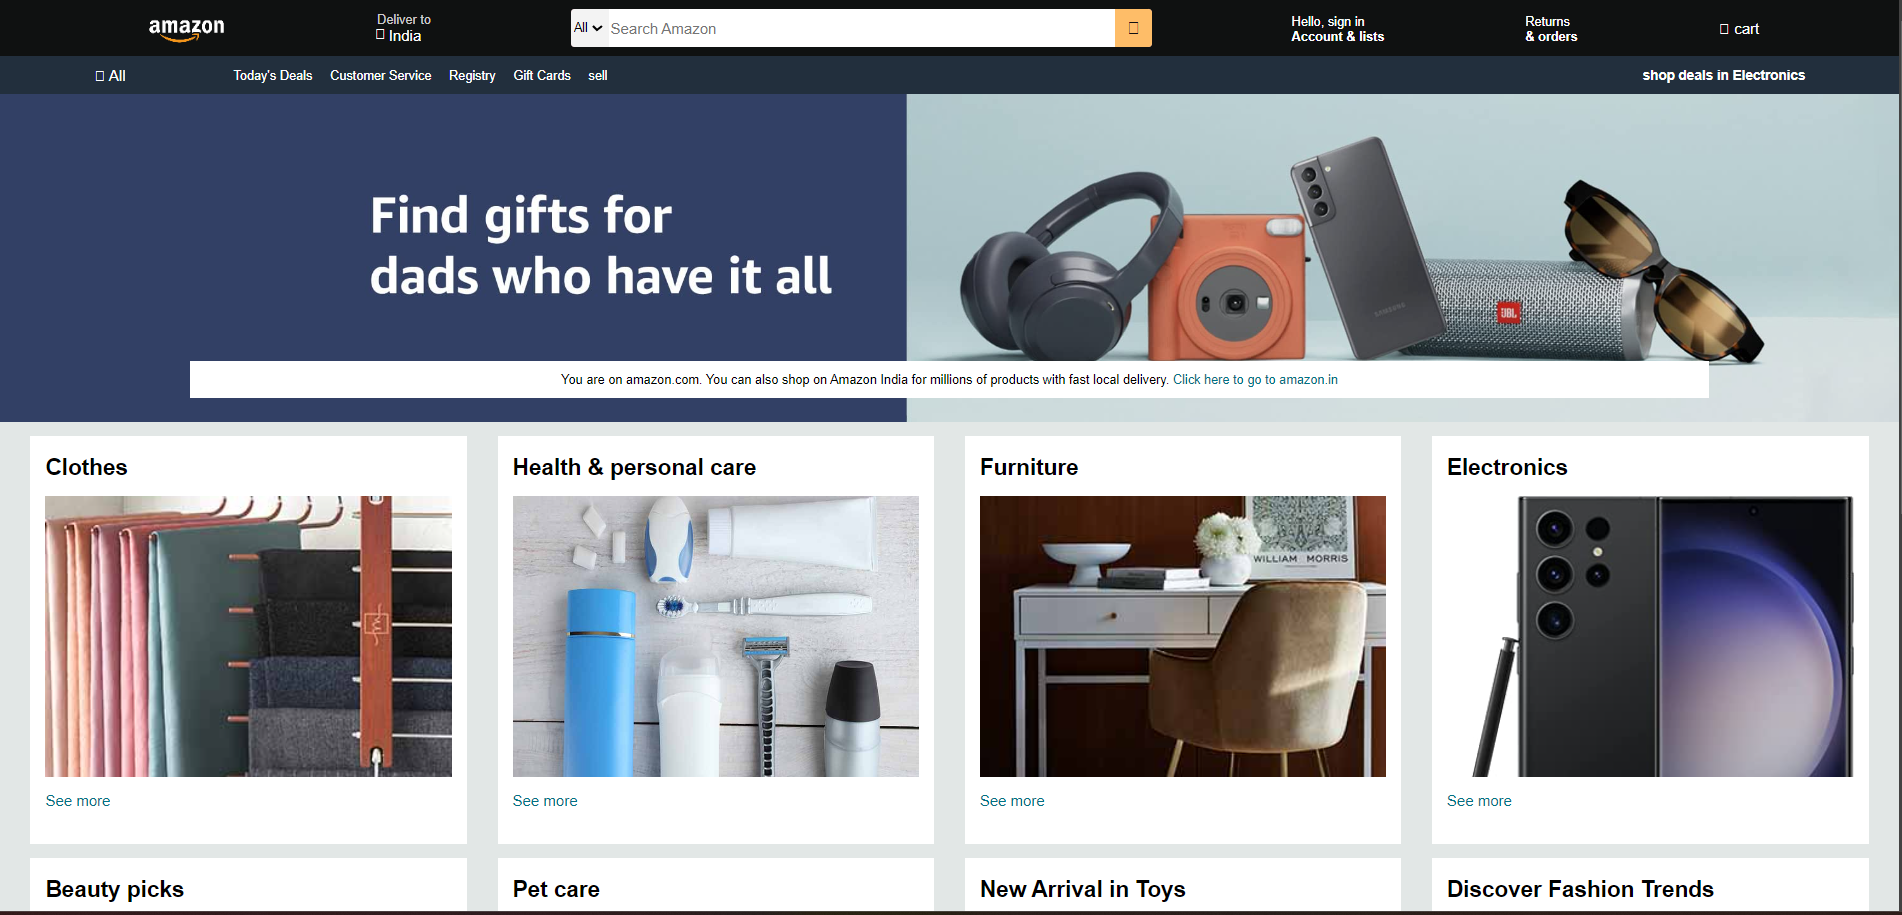 amazon
Deliver to
India
All
Search Amazon
Hello, sign in
Account & lists
Returns
& orders
cart
All
Today's Deals
Customer Service
Registry
Gift Cards
sell
shop deals in Electronics
Find gifts for
dads who have it all
SAMSUNG
JBL
You are on amazon.com. You can also shop on Amazon India for millions of products with fast local delivery. Click here to go to amazon.in
Clothes
Health & personal care
Furniture
Electronics
WILLIAM MORRIS
See more
See more
See more
See more
Beauty picks
Pet care
New Arrival in Toys
Discover Fashion Trends